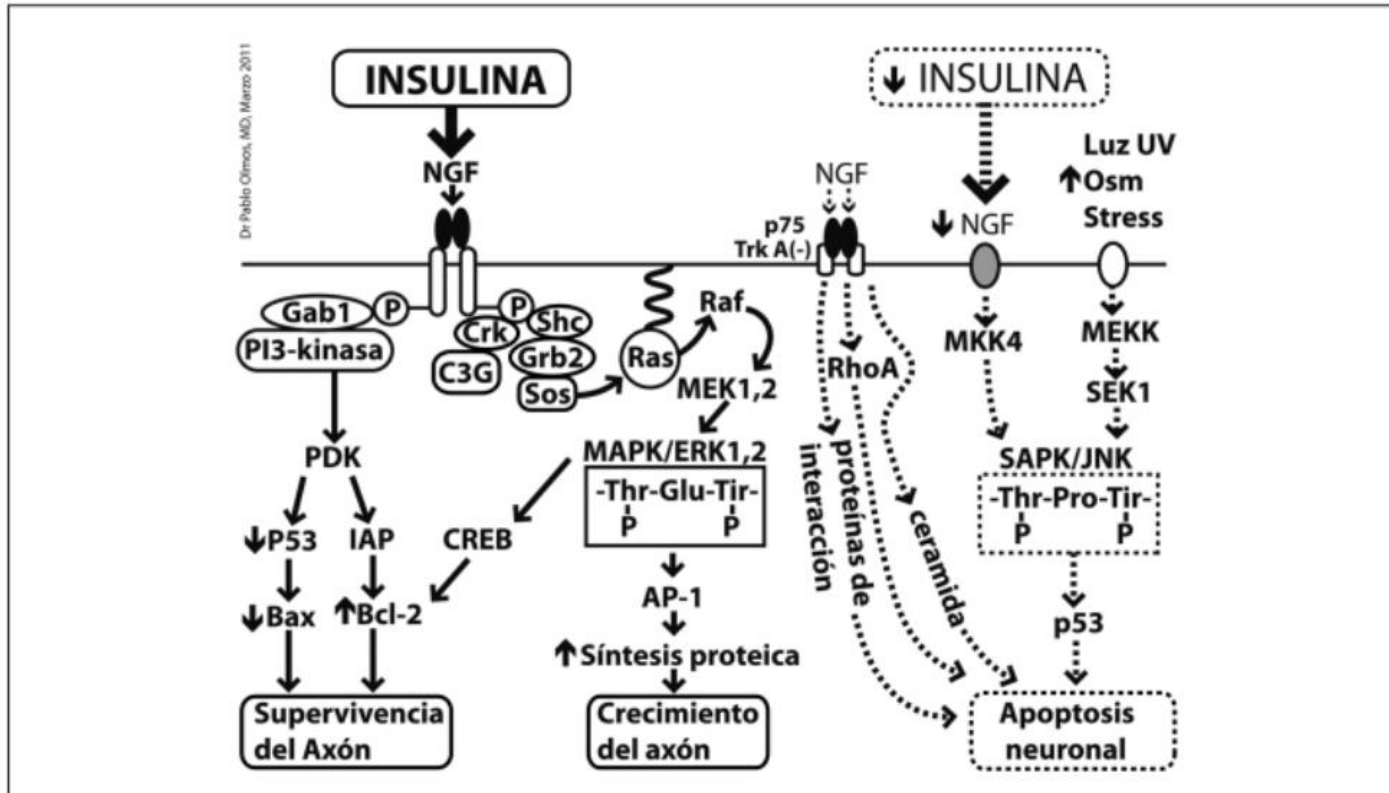 Dr Pablo Olmos, MD, Marzo 2011
INSULINA
NGF
Gab1
P
PI3-kinasa
P
Crk
Shc
C3G
Grb2
Sos
Ras
Raf
MEK1,2
PDK
MAPK/ERK1,2
-Thr-Glu-Tir-
P P
P53
IAP
CREB
Bax
Bcl-2
AP-1
Síntesis proteica
Supervivencia
del Axón
Crecimiento
del axón
INSULINA
NGF
p75
Trk A(-)
NGF
Luz UV
Osm
Stress
proteínas de
interacción
RhoA
ceramida
MKK4
MEKK
SEK1
SAPK/JNK
-Thr-Pro-Tir-
P P
p53
Apoptosis
neuronal